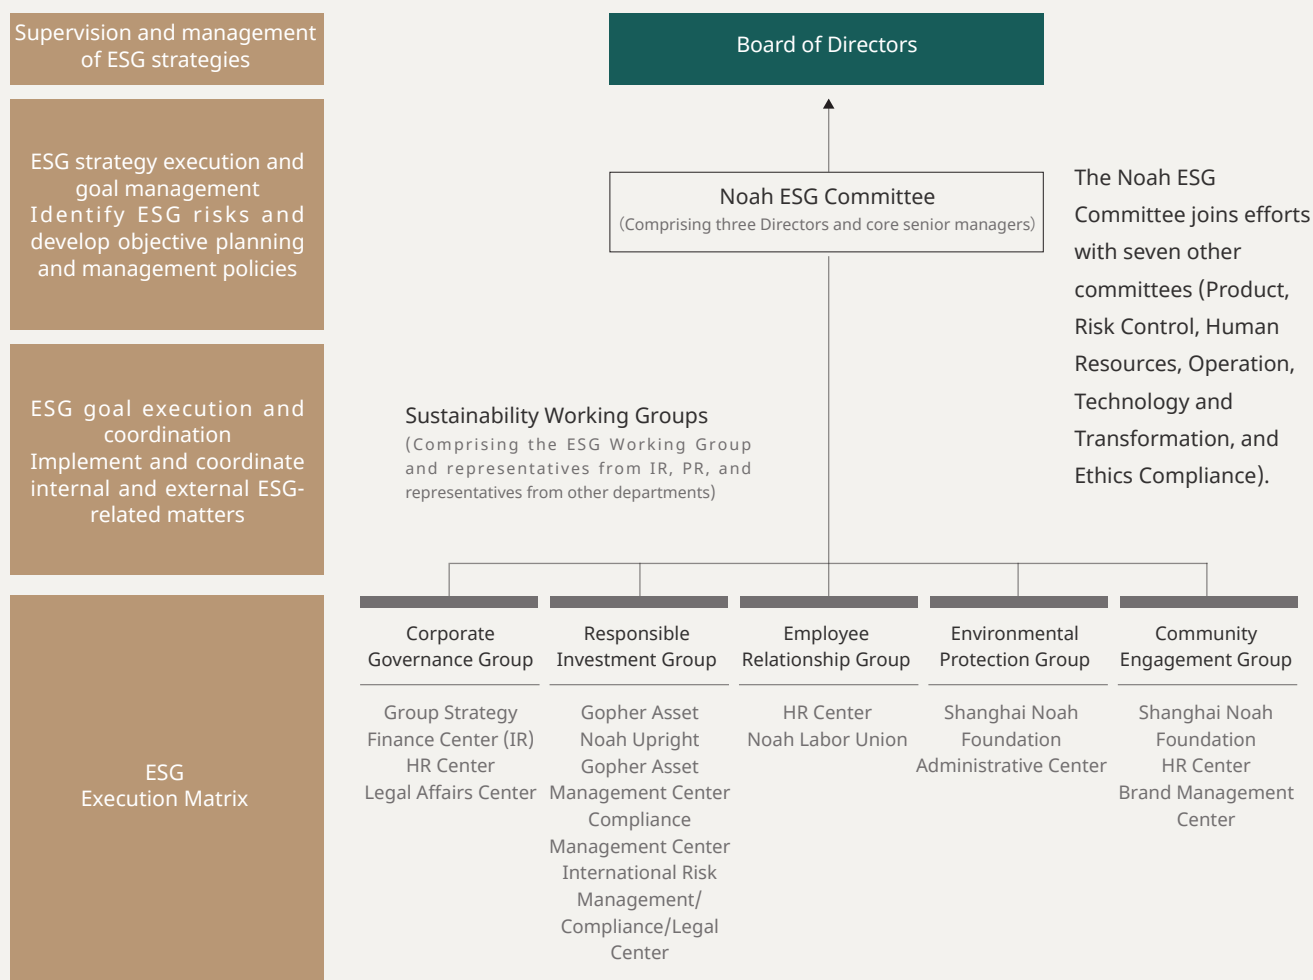 Supervision and management
of ESG strategies
Board of Directors
ESG strategy execution and
goal management
Identify ESG risks and
develop objective planning
and management policies
Noah ESG Committee
(Comprising three Directors and core senior managers)
The Noah ESG
Committee joins efforts
with seven other
committees (Product,
Risk Control, Human
Resources, Operation,
Technology and
Transformation, and
Ethics Compliance).
ESG goal execution and
coordination
Implement and coordinate
internal and external ESG-
related matters
Sustainability Working Groups
(Comprising the ESG Working Group
and representatives from IR, PR, and
representatives from other departments)
ESG
Execution Matrix
Corporate
Governance Group
Group Strategy
Finance Center (IR)
HR Center
Legal Affairs Center
Responsible
Investment Group
Gopher Asset
Noah Upright
Gopher Asset
Management Center
Compliance
Management Center
International Risk
Management/
Compliance/Legal
Center
Employee
Relationship Group
HR Center
Noah Labor Union
Environmental
Protection Group
Shanghai Noah
Foundation
Administrative Center
Community
Engagement Group
Shanghai Noah
Foundation
HR Center
Brand Management
Center